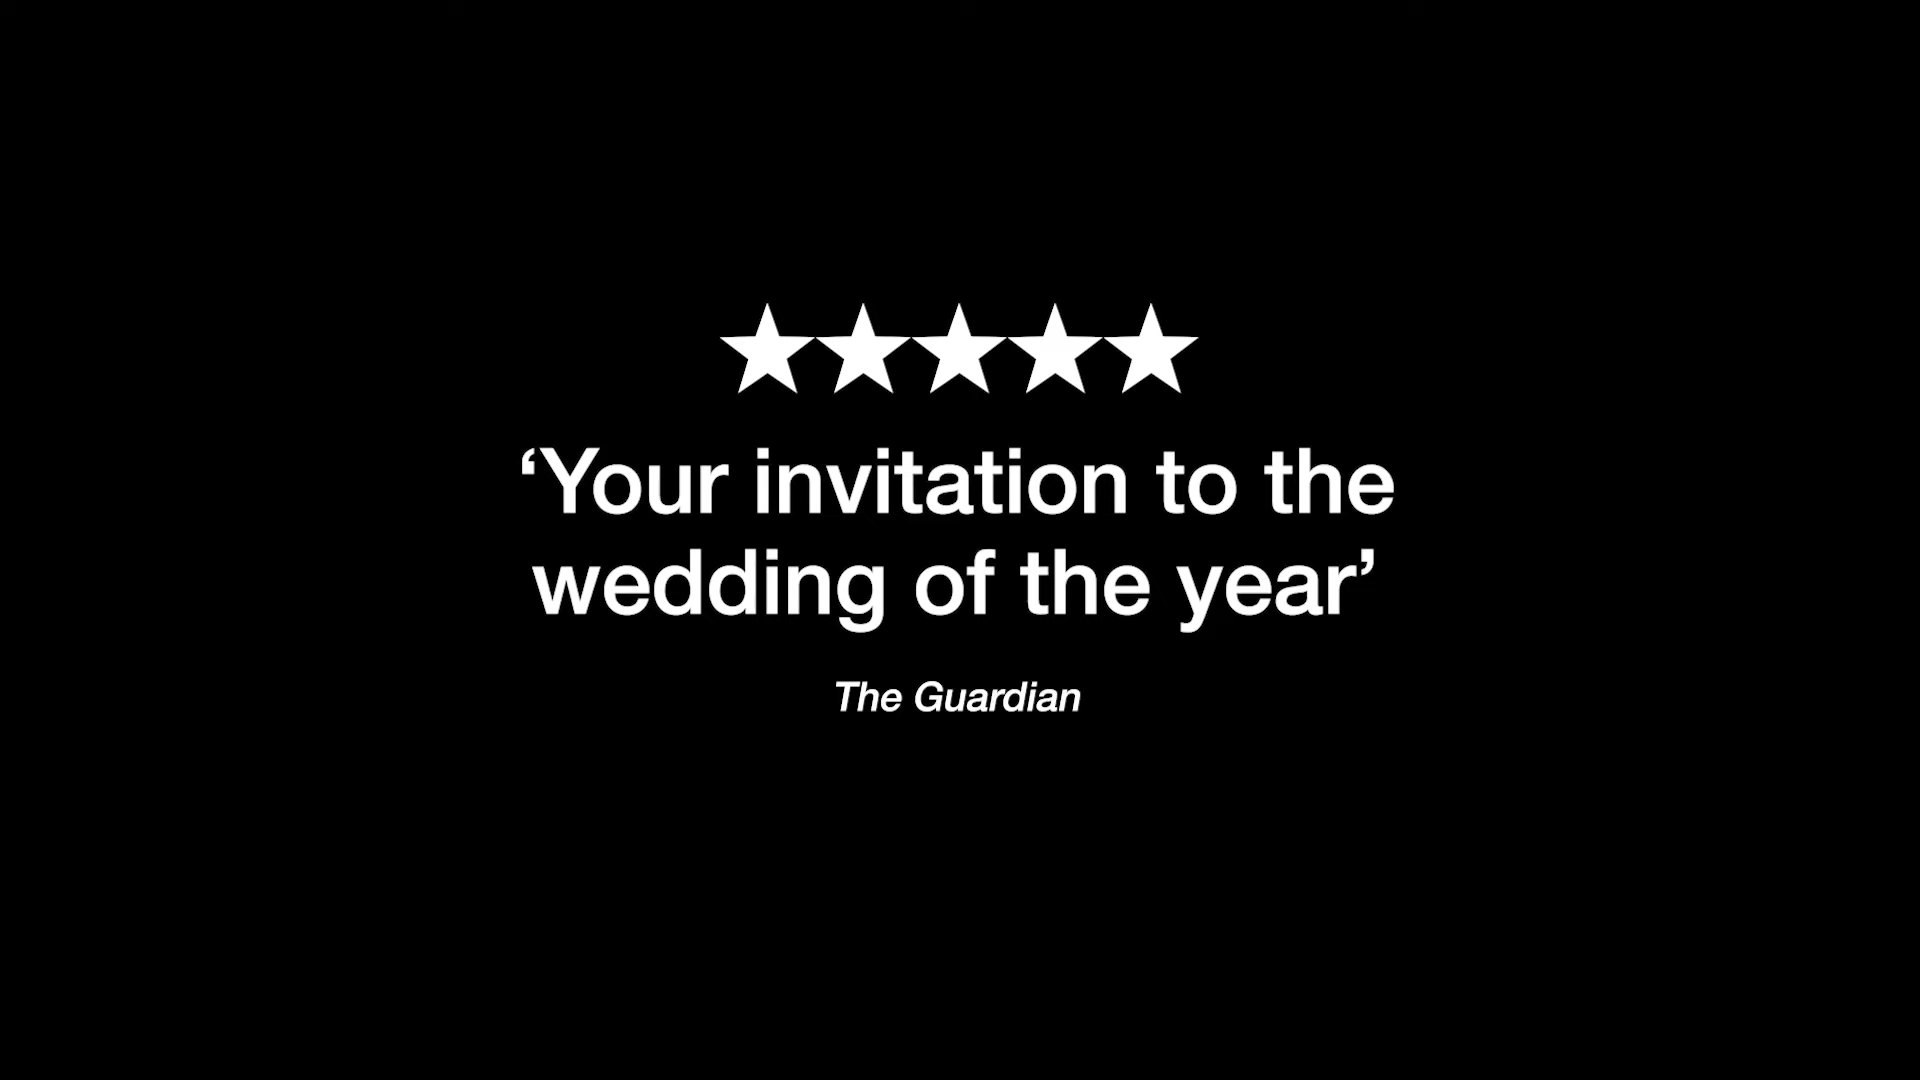 ★★★★★
‘Your invitation to the
wedding of the year’
The Guardian